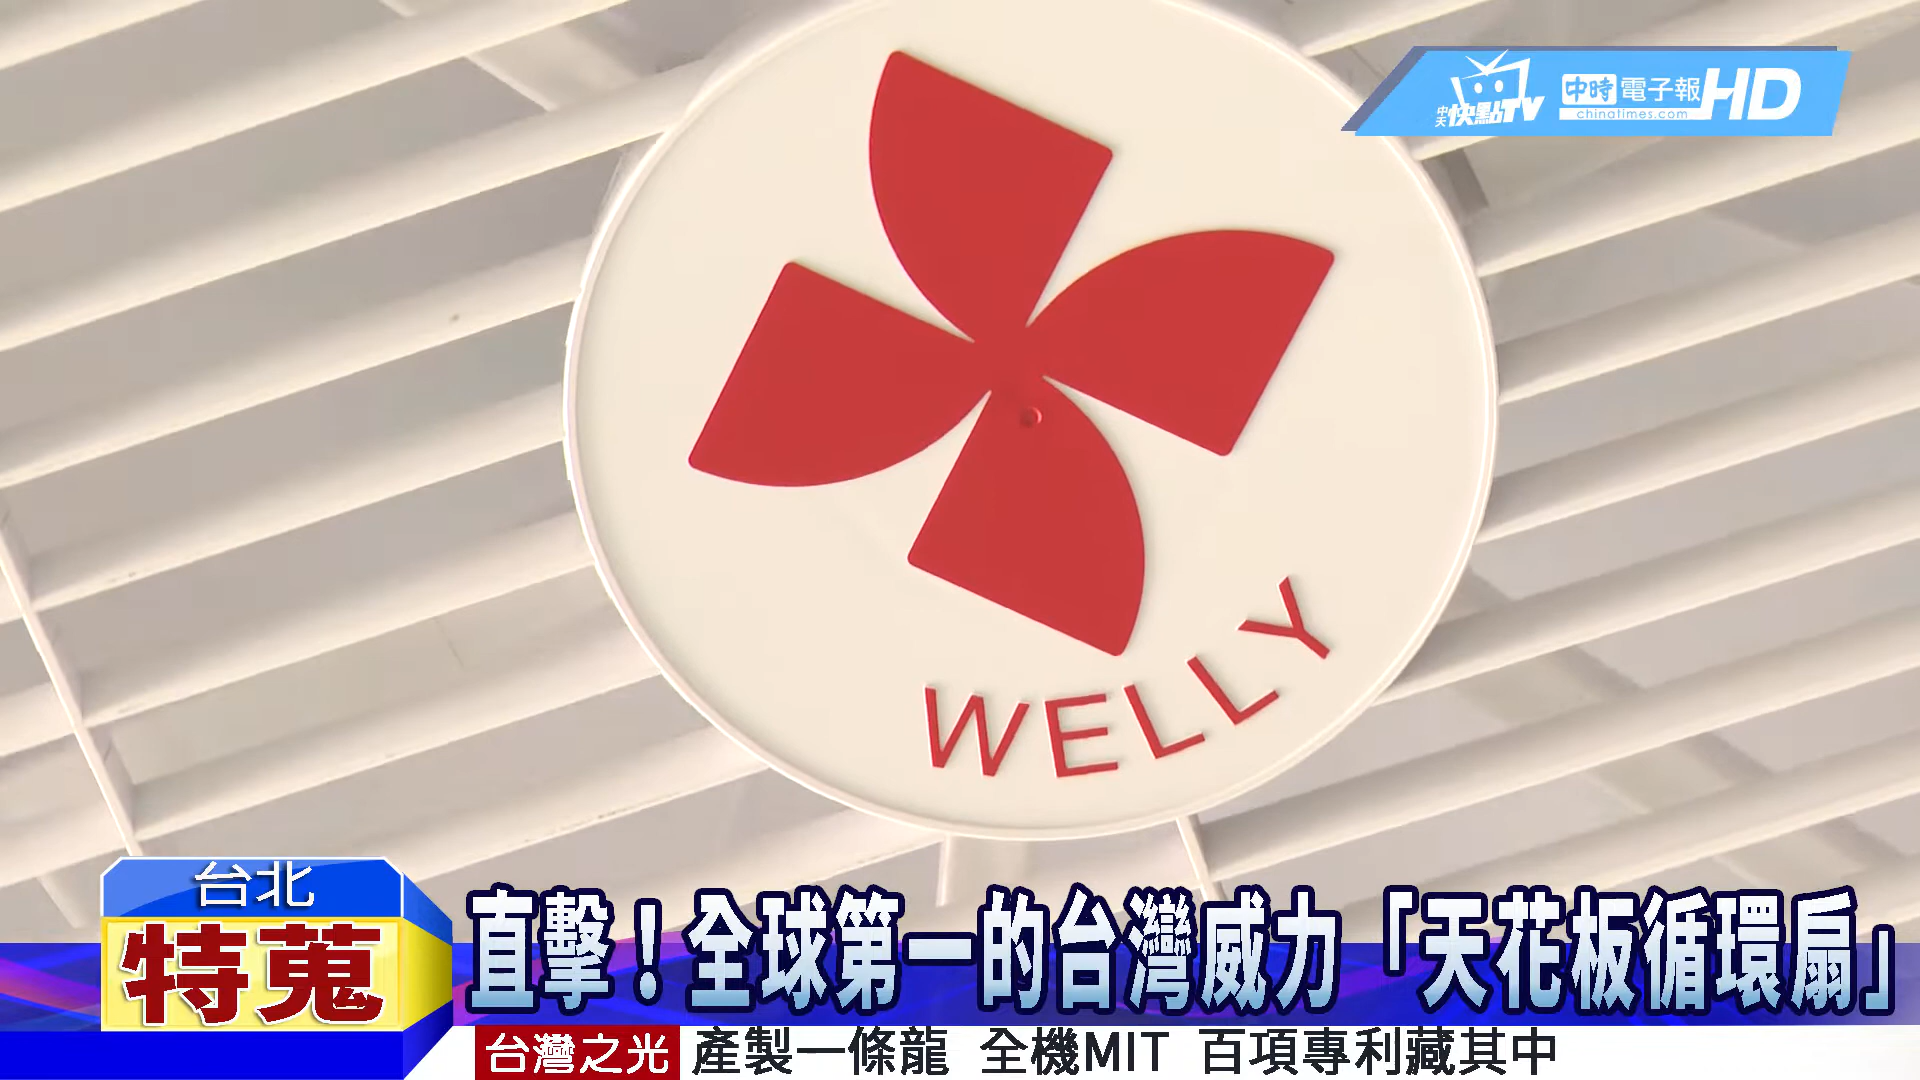 中天快點TV 中時電子報HD
chinatimes.com
WELLY
台北
特蒐
直擊！全球第一的台灣威力「天花板循環扇」
台灣之光 產製一條龍 全機MIT 百項專利藏其中